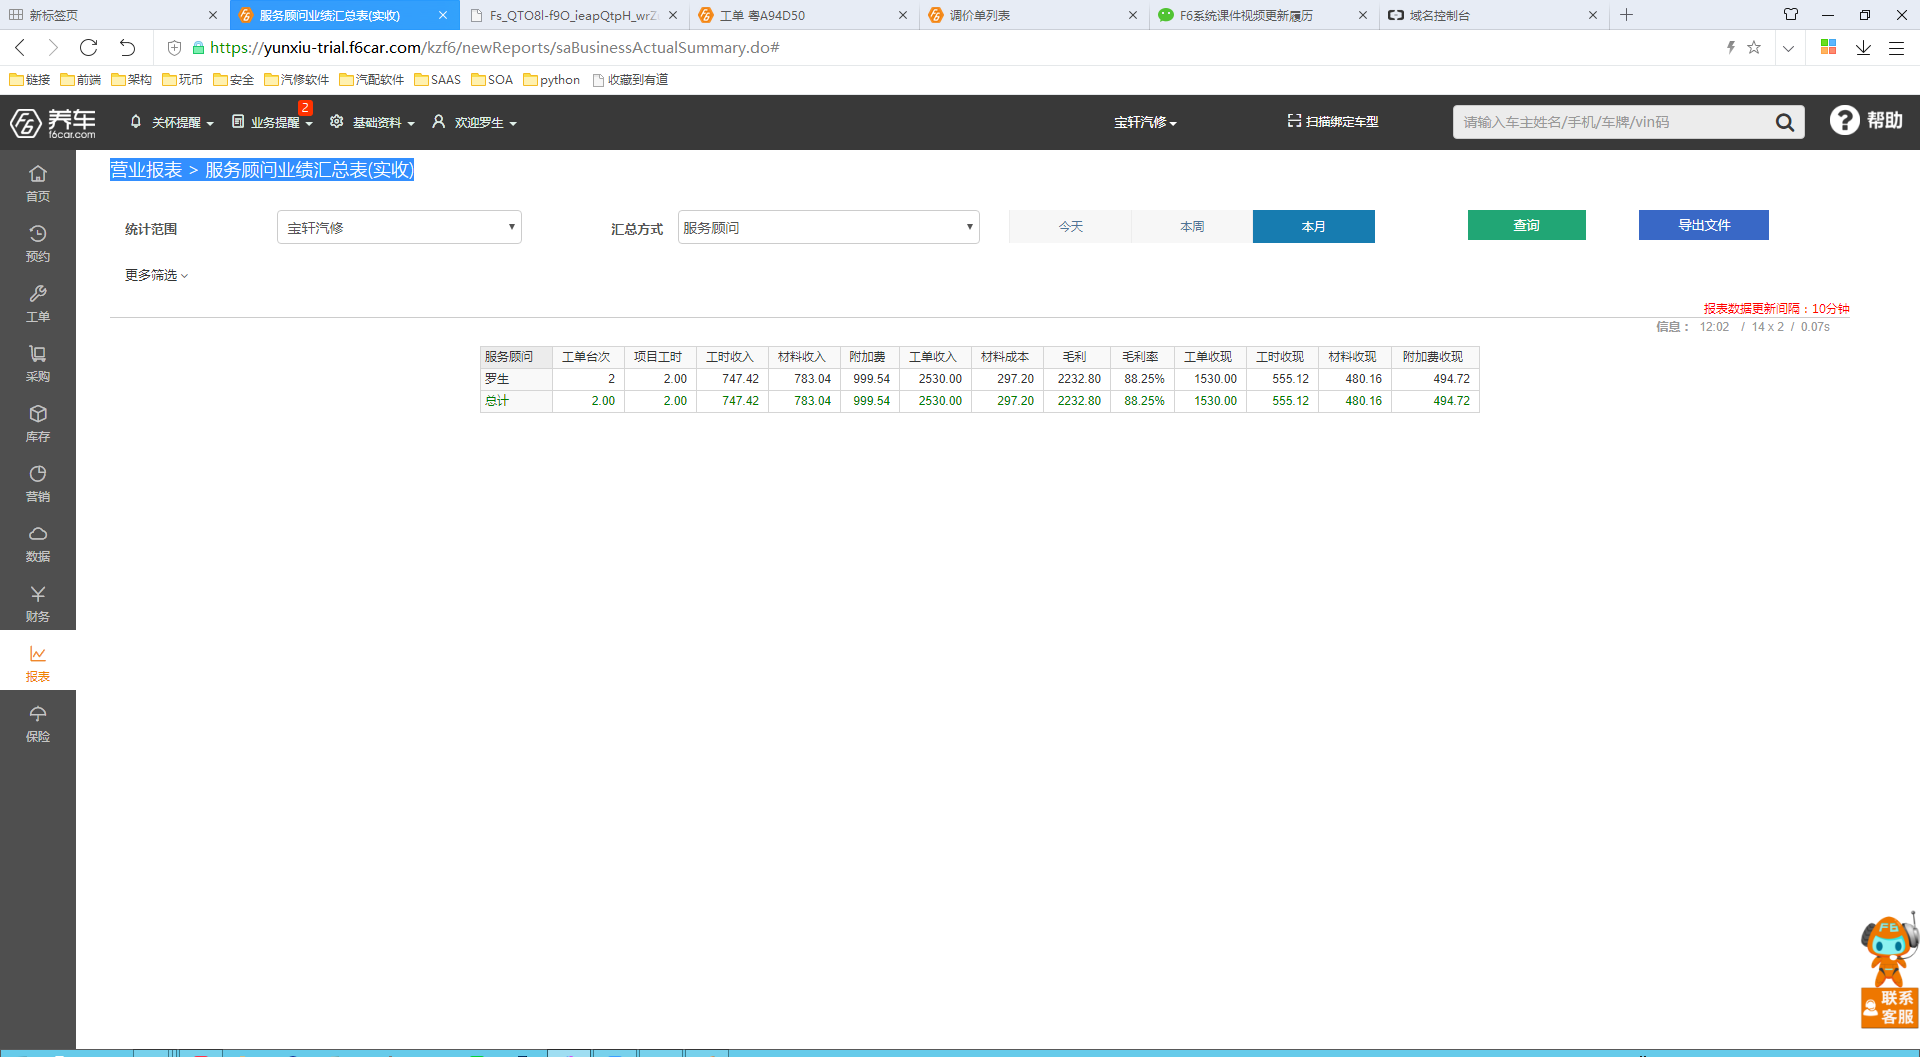 新标签页
服务顾问业绩汇总表(实收)
Fs_QTO8l-f9O_ieapQtpH_wrZ
工单 粤A94D50
调价单列表
F6系统课件视频更新履历
域名控制台
https://yunxiu-trial.f6car.com/kzf6/newReports/saBusinessActualSummary.do#
链接 前端 架构 玩币 安全 汽修软件 汽配软件 SAAS SOA python 收藏到有道
养车 f6car.com
关怀提醒 业务提醒 2 基础资料 欢迎罗生 宝轩汽修 扫描绑定车型 请输入车主姓名/手机/车牌/vin码 帮助
首页
预约
工单
采购
库存
营销
数据
财务
报表
保险
营业报表 > 服务顾问业绩汇总表(实收)
统计范围 宝轩汽修 汇总方式 服务顾问 今天 本周 本月 查询 导出文件
更多筛选
报表数据更新间隔：10分钟
信息： 12:02 / 14 x 2 / 0.07s
服务顾问 工单台次 项目工时 工时收入 材料收入 附加费 工单收入 材料成本 毛利 毛利率 工单收现 工时收现 材料收现 附加费收现
罗生 2 2.00 747.42 783.04 999.54 2530.00 297.20 2232.80 88.25% 1530.00 555.12 480.16 494.72
总计 2.00 2.00 747.42 783.04 999.54 2530.00 297.20 2232.80 88.25% 1530.00 555.12 480.16 494.72
F6
联系
客服